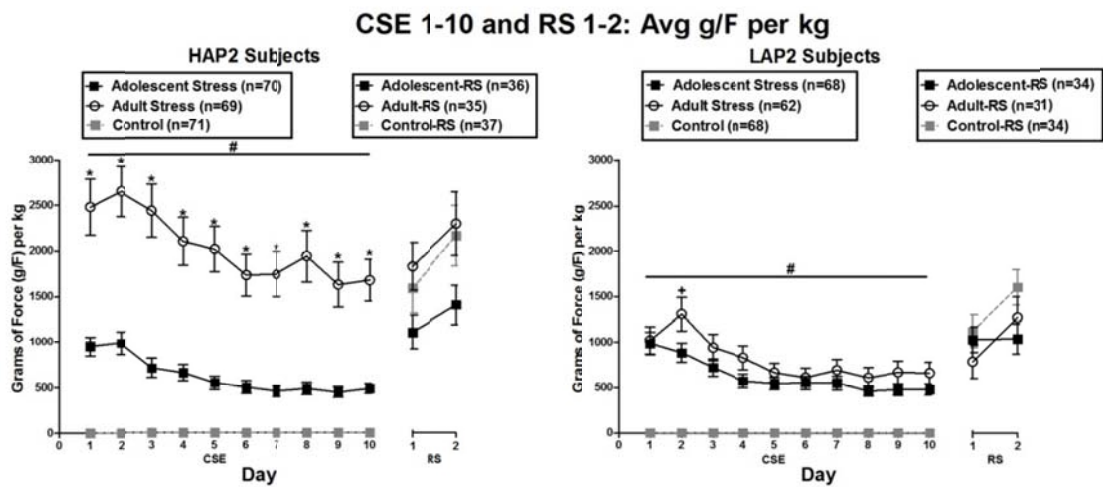 CSE 1-10 and RS 1-2: Avg g/F per kg
HAP2 Subjects
Adolescent Stress (n=70)
Adult Stress (n=69)
Control (n=71)
Adolescent-RS (n=36)
Adult-RS (n=35)
Control-RS (n=37)
#
* * * * * * * * *
Grams of Force (g/F) per kg
3000
2500
2000
1500
1000
500
0
0 1 2 3 4 5 6 7 8 9 10
1 2
CSE
RS
Day
LAP2 Subjects
Adolescent Stress (n=68)
Adult Stress (n=62)
Control (n=68)
Adolescent-RS (n=34)
Adult-RS (n=31)
Control-RS (n=34)
#
+
Grams of Force (g/F) per kg
3000
2500
2000
1500
1000
500
0
0 1 2 3 4 5 6 7 8 9 10
1 2
CSE
RS
Day